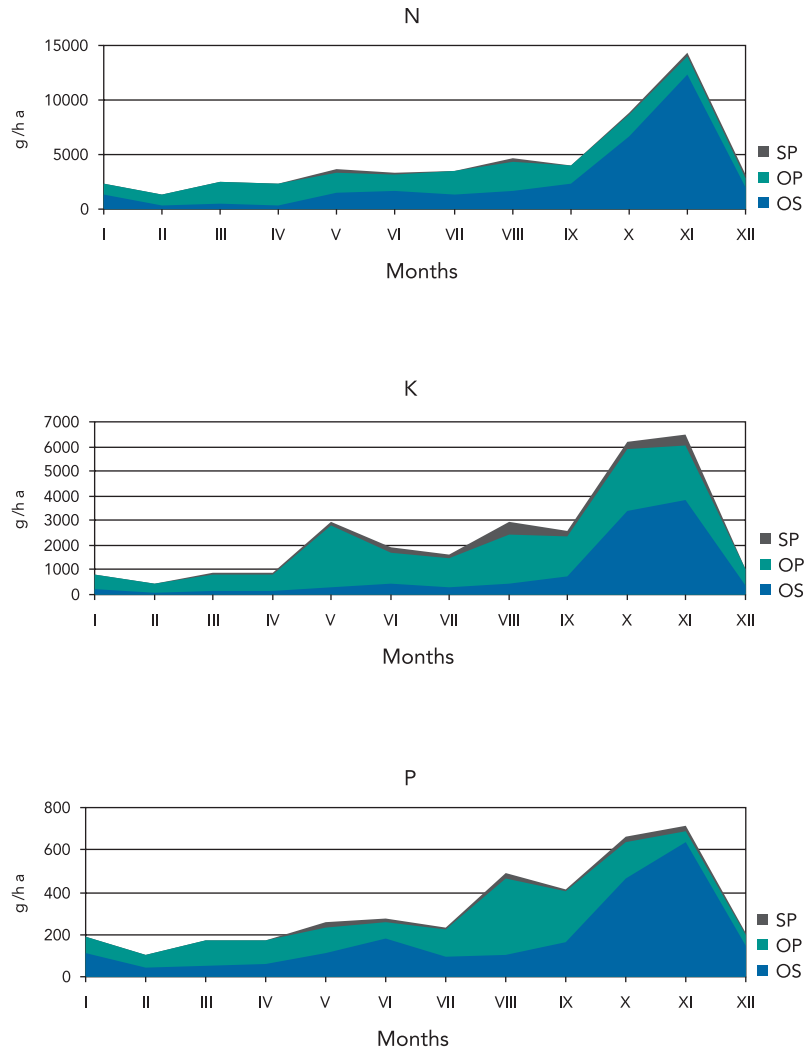 N
15000
10000
5000
0
g/ha
I II III IV V VI VII VIII IX X XI XII
Months
SP
OP
OS
K
7000
6000
5000
4000
3000
2000
1000
0
g/ha
I II III IV V VI VII VIII IX X XI XII
Months
SP
OP
OS
P
800
600
400
200
0
g/ha
I II III IV V VI VII VIII IX X XI XII
Months
SP
OP
OS